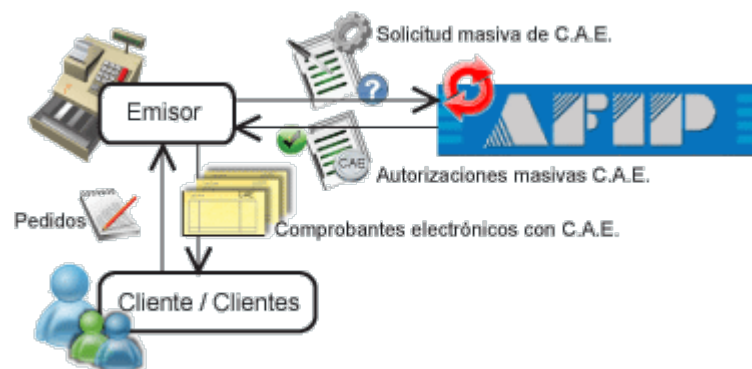 Solicitud masiva de C.A.E.
Emisor
AFIP
CAE
Autorizaciones masivas C.A.E.
Pedidos
Comprobantes electrónicos con C.A.E.
Cliente / Clientes